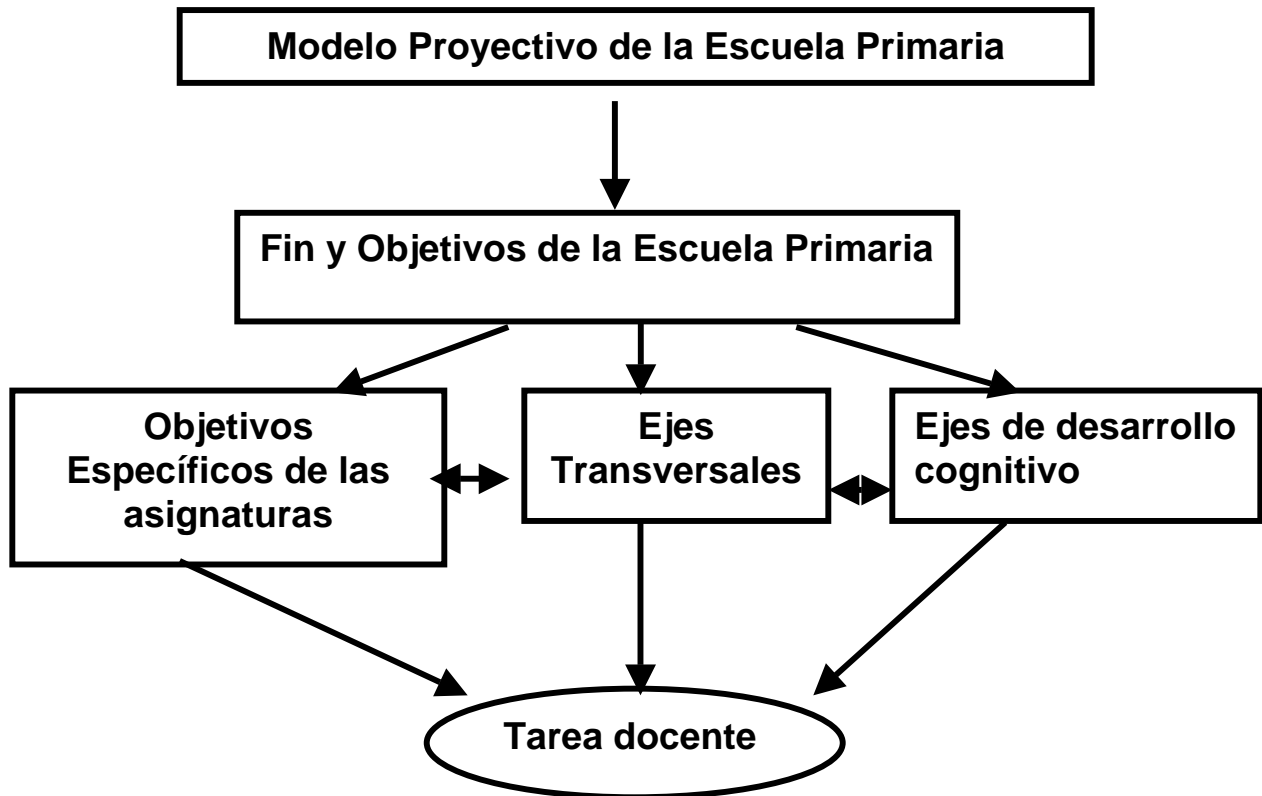 Modelo Proyectivo de la Escuela Primaria
Fin y Objetivos de la Escuela Primaria
Objetivos
Específicos de las
asignaturas
Ejes
Transversales
Ejes de desarrollo
cognitivo
Tarea docente